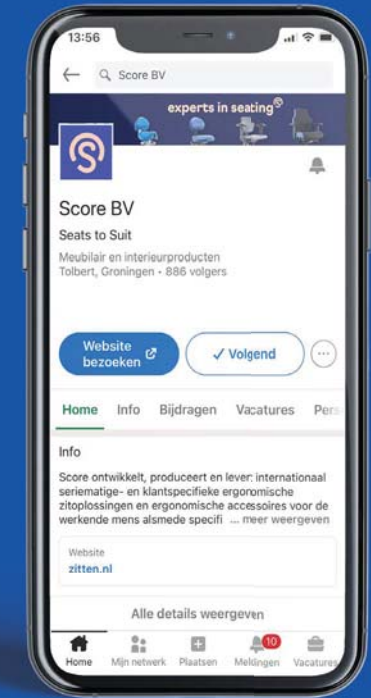 13:56
Score BV
experts in seating
Score BV
Seats to Suit
Meubilair en interieurproducten
Tolbert, Groningen • 886 volgers
Website
bezoeken
✓ Volgend
Home Info Bijdragen Vacatures Pers
Info
Score ontwikkelt, produceert en lever: internationaal
seriematige- en klantspecifieke ergonomische
zitoplossingen en ergonomische accessoires voor de
werkende mens alsmede specifi ... meer weergeven
Website
zitten.nl
Alle details weergeven
10
Home Mijn netwerk Plaatsen Meldingen Vacatures